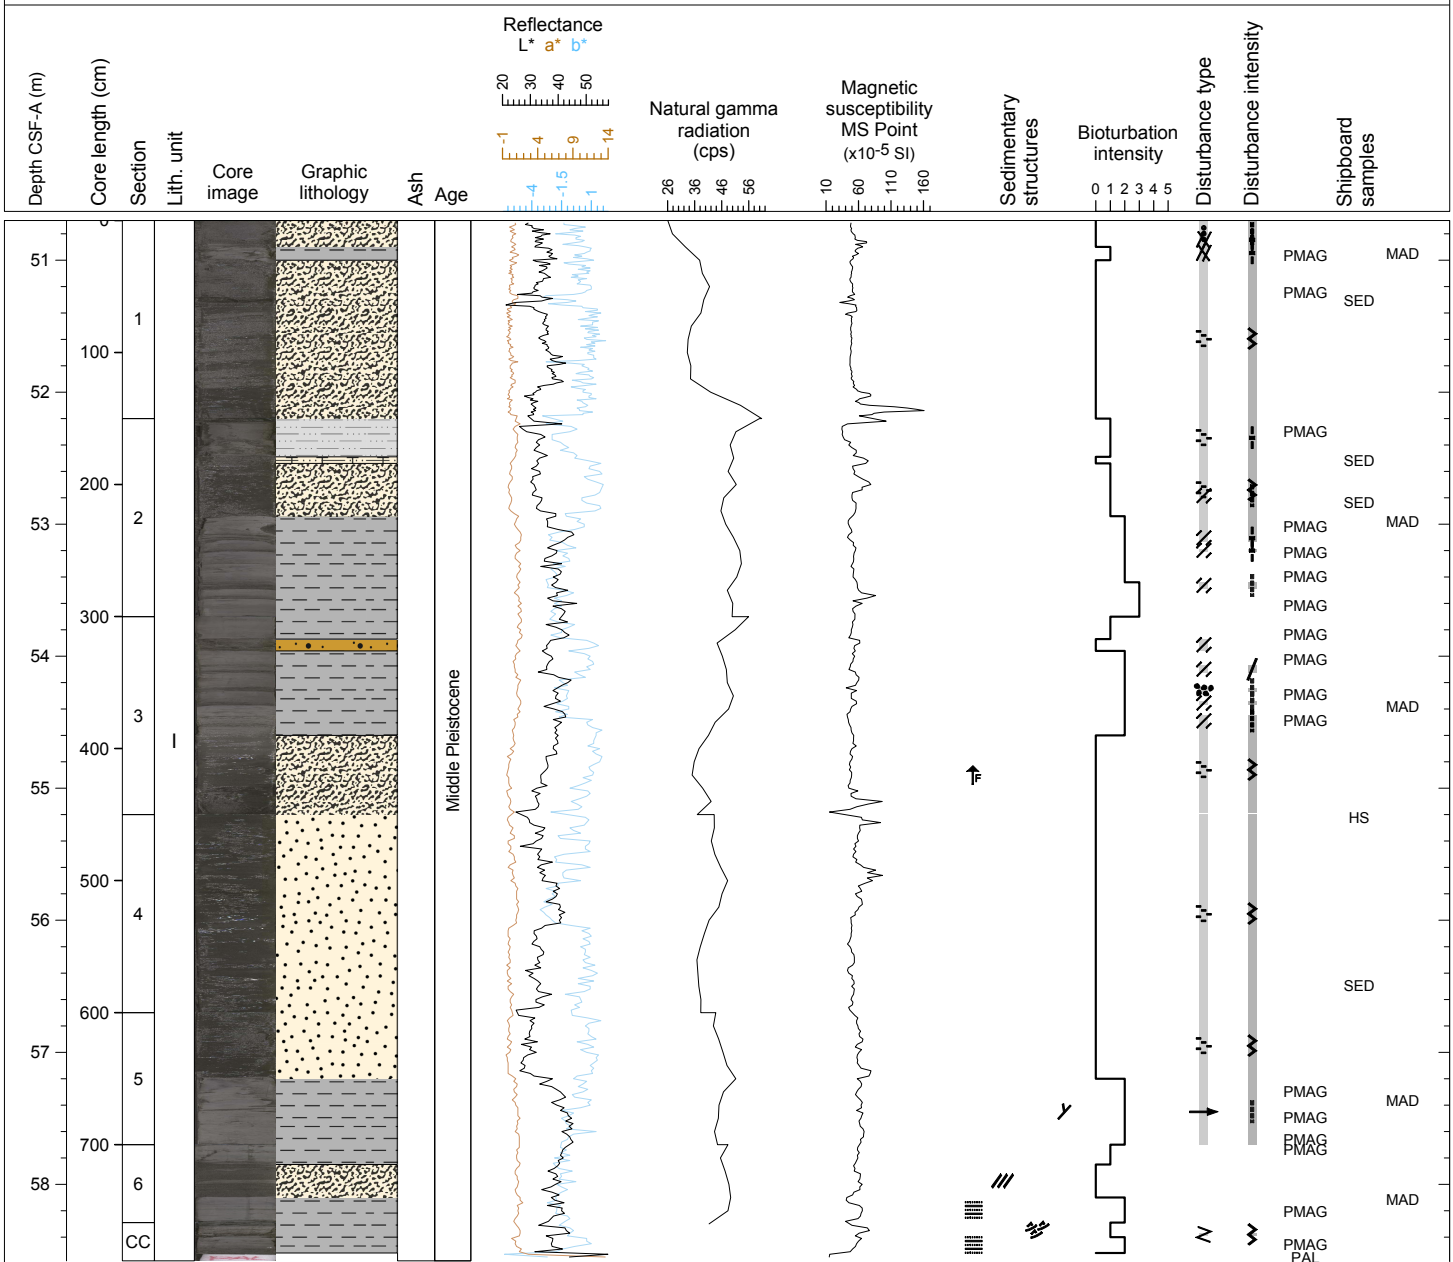 Depth CSF-A (m)
Core length (cm)
Section
Lith. unit
Core image
Graphic lithology
Ash
Age
Reflectance
L* a* b*
20 30 40 50
-1 4 9 14
-4 -1.5 1
Natural gamma radiation (cps)
26 36 46 56
Magnetic susceptibility MS Point (x10-5 SI)
10 60 110 160
Sedimentary structures
Bioturbation intensity
0 1 2 3 4 5
Disturbance type
Disturbance intensity
Shipboard samples
0
51
100
52
200
53
300
54
400
55
500
56
600
57
700
58
1
2
3
4
5
6
CC
I
Middle Pleistocene
F
PMAG MAD
PMAG SED
PMAG
SED
SED
PMAG MAD
PMAG
PMAG
PMAG
PMAG
PMAG
PMAG MAD
PMAG
HS
SED
PMAG MAD
PMAG
PMAG
PMAG
PMAG MAD
PMAG
PAL